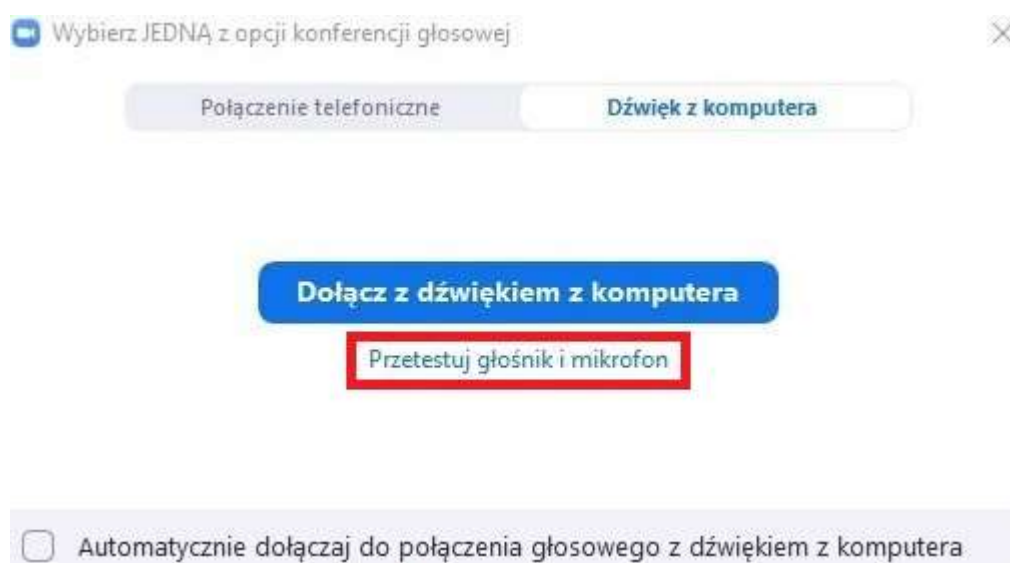 Wybierz JEDNĄ z opcji konferencji głosowej
Połączenie telefoniczne
Dźwięk z komputera
Dołącz z dźwiękiem z komputera
Przetestuj głośnik i mikrofon
Automatycznie dołączaj do połączenia głosowego z dźwiękiem z komputera